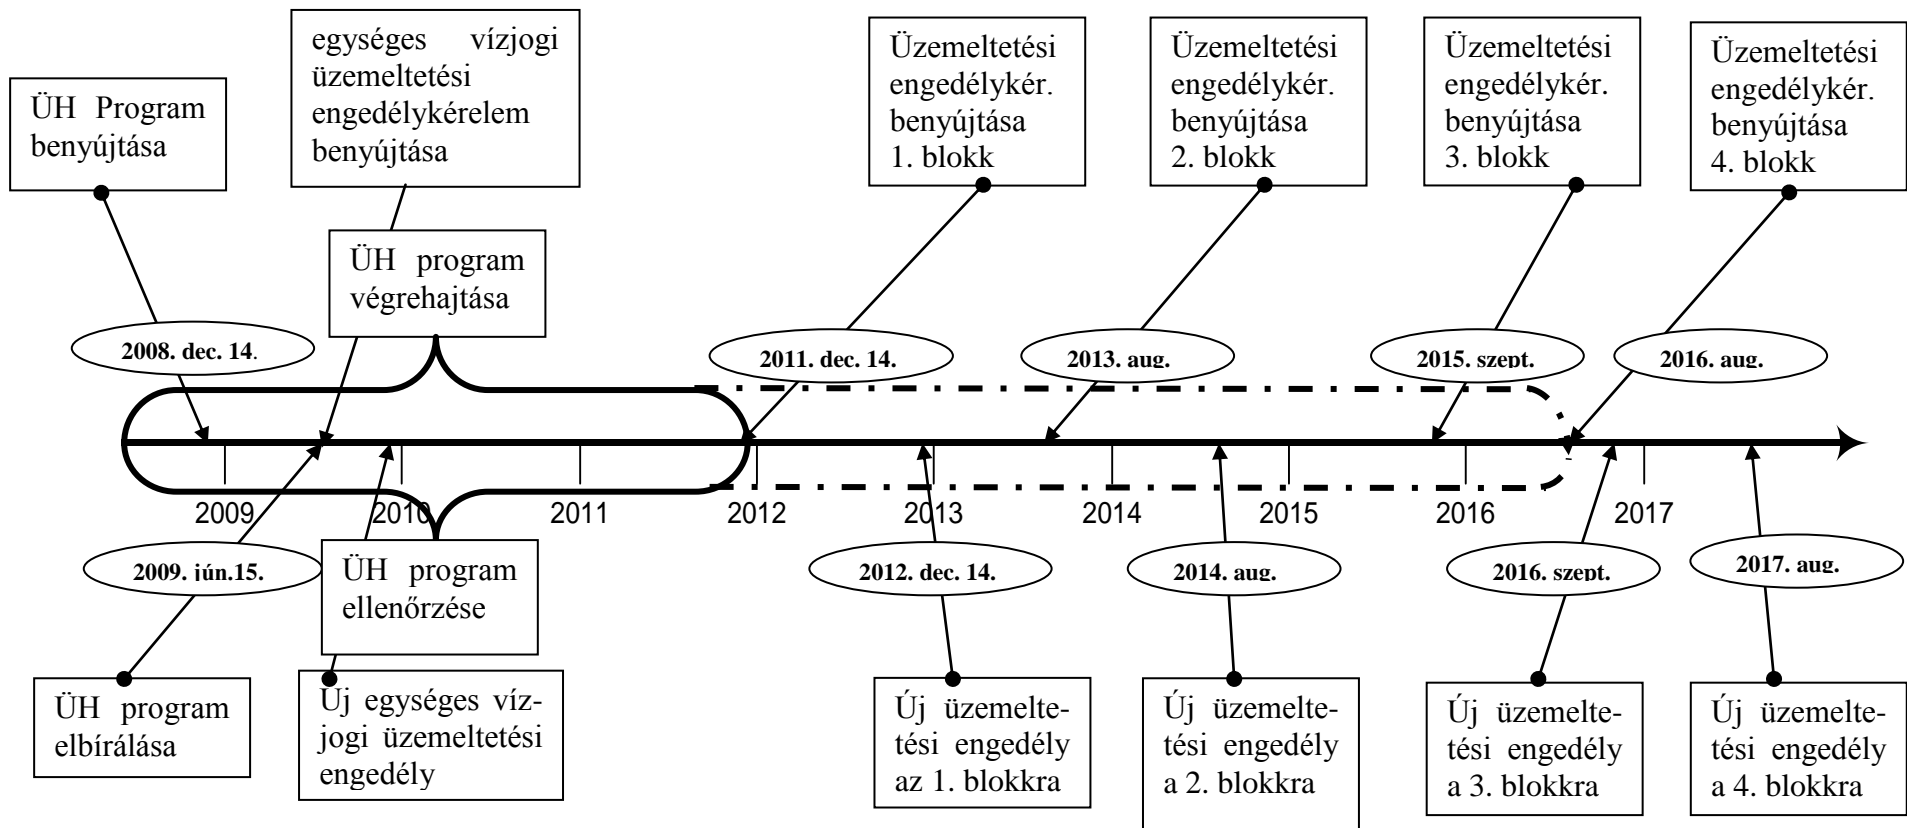 ÜH Program
benyújtása
egységes vízjogi
üzemeltetési
engedélykérelem
benyújtása
Üzemeltetési
engedélykér.
benyújtása
1. blokk
Üzemeltetési
engedélykér.
benyújtása
2. blokk
Üzemeltetési
engedélykér.
benyújtása
3. blokk
Üzemeltetési
engedélykér.
benyújtása
4. blokk
ÜH program
végrehajtása
2008. dec. 14.
2011. dec. 14.
2013. aug.
2015. szept.
2016. aug.
2009
2010
2011
2012
2013
2014
2015
2016
2017
2009. jún.15.
ÜH program
ellenőrzése
2012. dec. 14.
2014. aug.
2016. szept.
2017. aug.
ÜH program
elbírálása
Új egységes víz-
jogi üzemeltetési
engedély
Új üzemelte-
tési engedély
az 1. blokkra
Új üzemelte-
tési engedély
a 2. blokkra
Új üzemelte-
tési engedély
a 3. blokkra
Új üzemelte-
tési engedély
a 4. blokkra